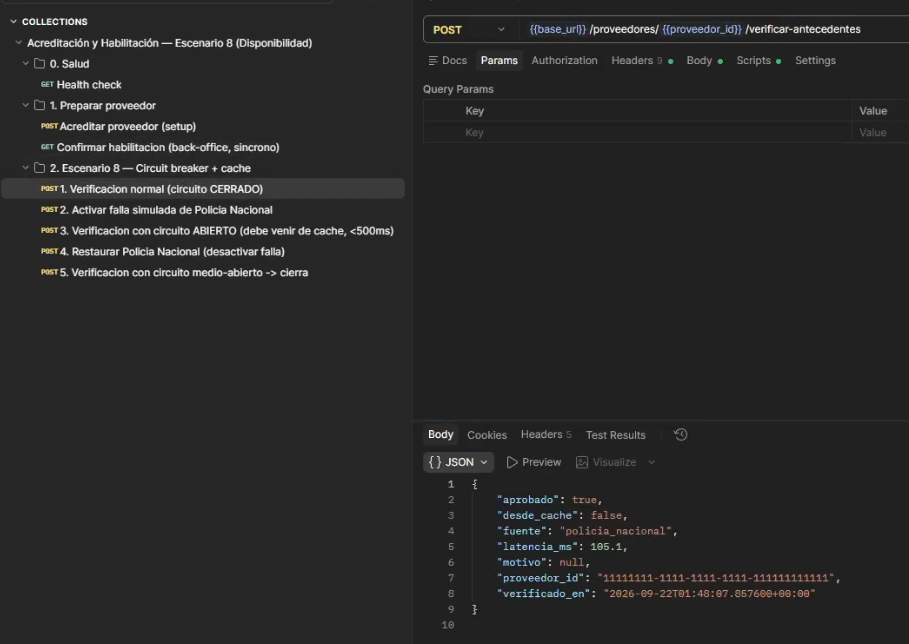 COLLECTIONS
Acreditación y Habilitación — Escenario 8 (Disponibilidad)
0. Salud
GET Health check
1. Preparar proveedor
POST Acreditar proveedor (setup)
GET Confirmar habilitacion (back-office, sincrono)
2. Escenario 8 — Circuit breaker + cache
POST 1. Verificacion normal (circuito CERRADO)
POST 2. Activar falla simulada de Policia Nacional
POST 3. Verificacion con circuito ABIERTO (debe venir de cache, <500ms)
POST 4. Restaurar Policia Nacional (desactivar falla)
POST 5. Verificacion con circuito medio-abierto -> cierra
POST {{base_url}} /proveedores/ {{proveedor_id}} /verificar-antecedentes
Docs Params Authorization Headers 9 Body Scripts Settings
Query Params
Key Value
Key Value
Body Cookies Headers 5 Test Results
{} JSON Preview Visualize
1 {
2 "aprobado": true,
3 "desde_cache": false,
4 "fuente": "policia_nacional",
5 "latencia_ms": 105.1,
6 "motivo": null,
7 "proveedor_id": "11111111-1111-1111-1111-111111111111",
8 "verificado_en": "2026-09-22T01:48:07.857600+00:00"
9 }
10